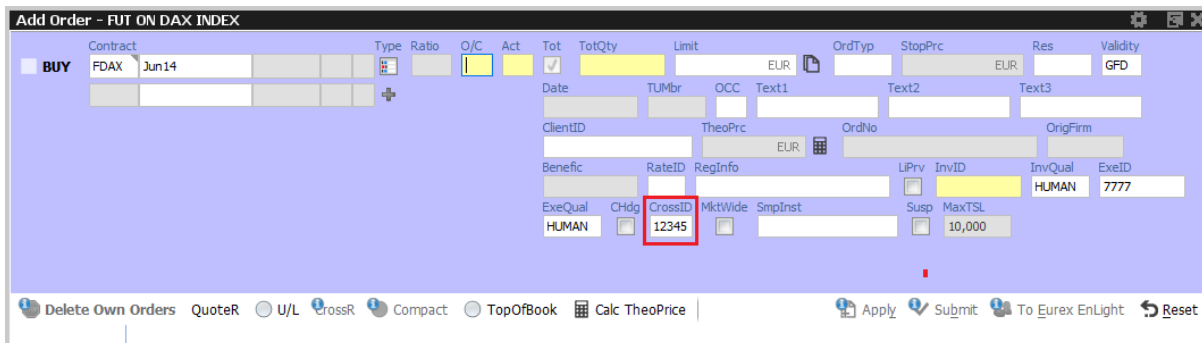 Add Order - FUT ON DAX INDEX
Contract Type Ratio O/C Act Tot TotQty Limit OrdTyp StopPrc Res Validity
BUY FDAX Jun14 EUR EUR GFD
Date TUMbr OCC Text1 Text2 Text3
ClientID TheoPrc OrdNo OrigFirm
EUR
Benefic RateID RegInfo LiPrv InvID InvQual ExeID
HUMAN 7777
ExeQual CHdg CrossID MktWide SmpInst Susp MaxTSL
HUMAN 12345 10,000
Delete Own Orders QuoteR U/L CrossR Compact TopOfBook Calc TheoPrice Apply Submit To Eurex EnLight Reset